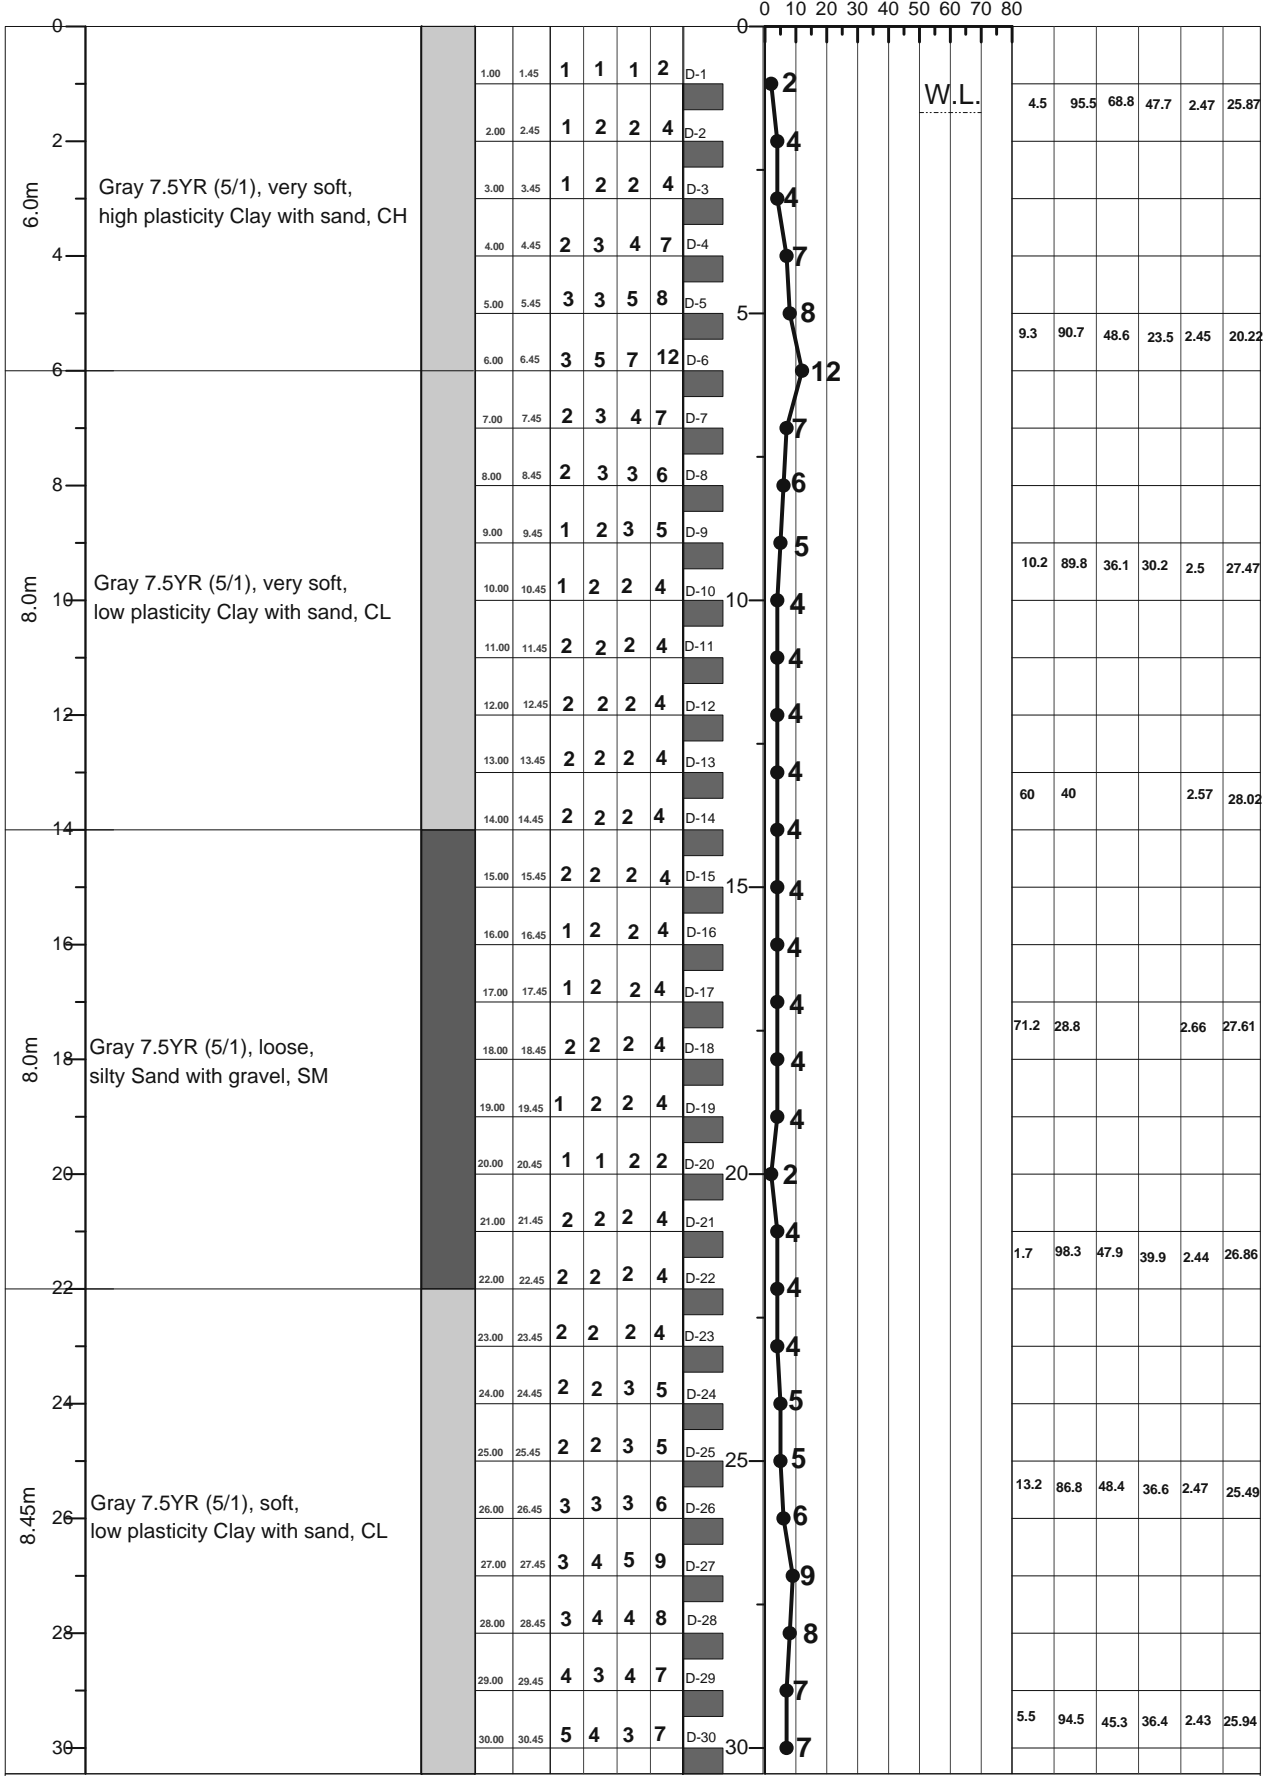 0 10 20 30 40 50 60 70 80
0 0
1.00 1.45 1 1 1 2 D-1 2
W.L. 4.5 95.5 68.8 47.7 2.47 25.87
2.00 2.45 1 2 2 4 D-2
2 4
6.0m
Gray 7.5YR (5/1), very soft,
3.00 3.45 1 2 2 4 D-3 4
high plasticity Clay with sand, CH
4.00 4.45 2 3 4 7 D-4
4 7
5.00 5.45 3 3 5 8 D-5
5 8
9.3 90.7 48.6 23.5 2.45 20.22
6.00 6.45 3 5 7 12 D-6
6 12
7.00 7.45 2 3 4 7 D-7
7
8.00 8.45 2 3 3 6 D-8
8 6
9.00 9.45 1 2 3 5 D-9
5
10.2 89.8 36.1 30.2 2.5 27.47
8.0m
Gray 7.5YR (5/1), very soft,
10.00 10.45 1 2 2 4 D-10
10 10 4
low plasticity Clay with sand, CL
11.00 11.45 2 2 2 4 D-11
4
12.00 12.45 2 2 2 4 D-12
12 4
13.00 13.45 2 2 2 4 D-13
4
60 40 2.57 28.02
14.00 14.45 2 2 2 4 D-14
14 4
15.00 15.45 2 2 2 4 D-15
15 4
16.00 16.45 1 2 2 4 D-16
16 4
17.00 17.45 1 2 2 4 D-17
4
71.2 28.8 2.66 27.61
8.0m
Gray 7.5YR (5/1), loose,
18.00 18.45 2 2 2 4 D-18
18 4
silty Sand with gravel, SM
19.00 19.45 1 2 2 4 D-19
4
20.00 20.45 1 1 2 2 D-20
20 20 2
21.00 21.45 2 2 2 4 D-21
4
1.7 98.3 47.9 39.9 2.44 26.86
22.00 22.45 2 2 2 4 D-22
22 4
23.00 23.45 2 2 2 4 D-23
4
24.00 24.45 2 2 3 5 D-24
24 5
25.00 25.45 2 2 3 5 D-25
25 5
13.2 86.8 48.4 36.6 2.47 25.49
8.45m
Gray 7.5YR (5/1), soft,
26.00 26.45 3 3 3 6 D-26
26 6
low plasticity Clay with sand, CL
27.00 27.45 3 4 5 9 D-27
9
28.00 28.45 3 4 4 8 D-28
28 8
29.00 29.45 4 3 4 7 D-29
7
5.5 94.5 45.3 36.4 2.43 25.94
30.00 30.45 5 4 3 7 D-30
30 30 7